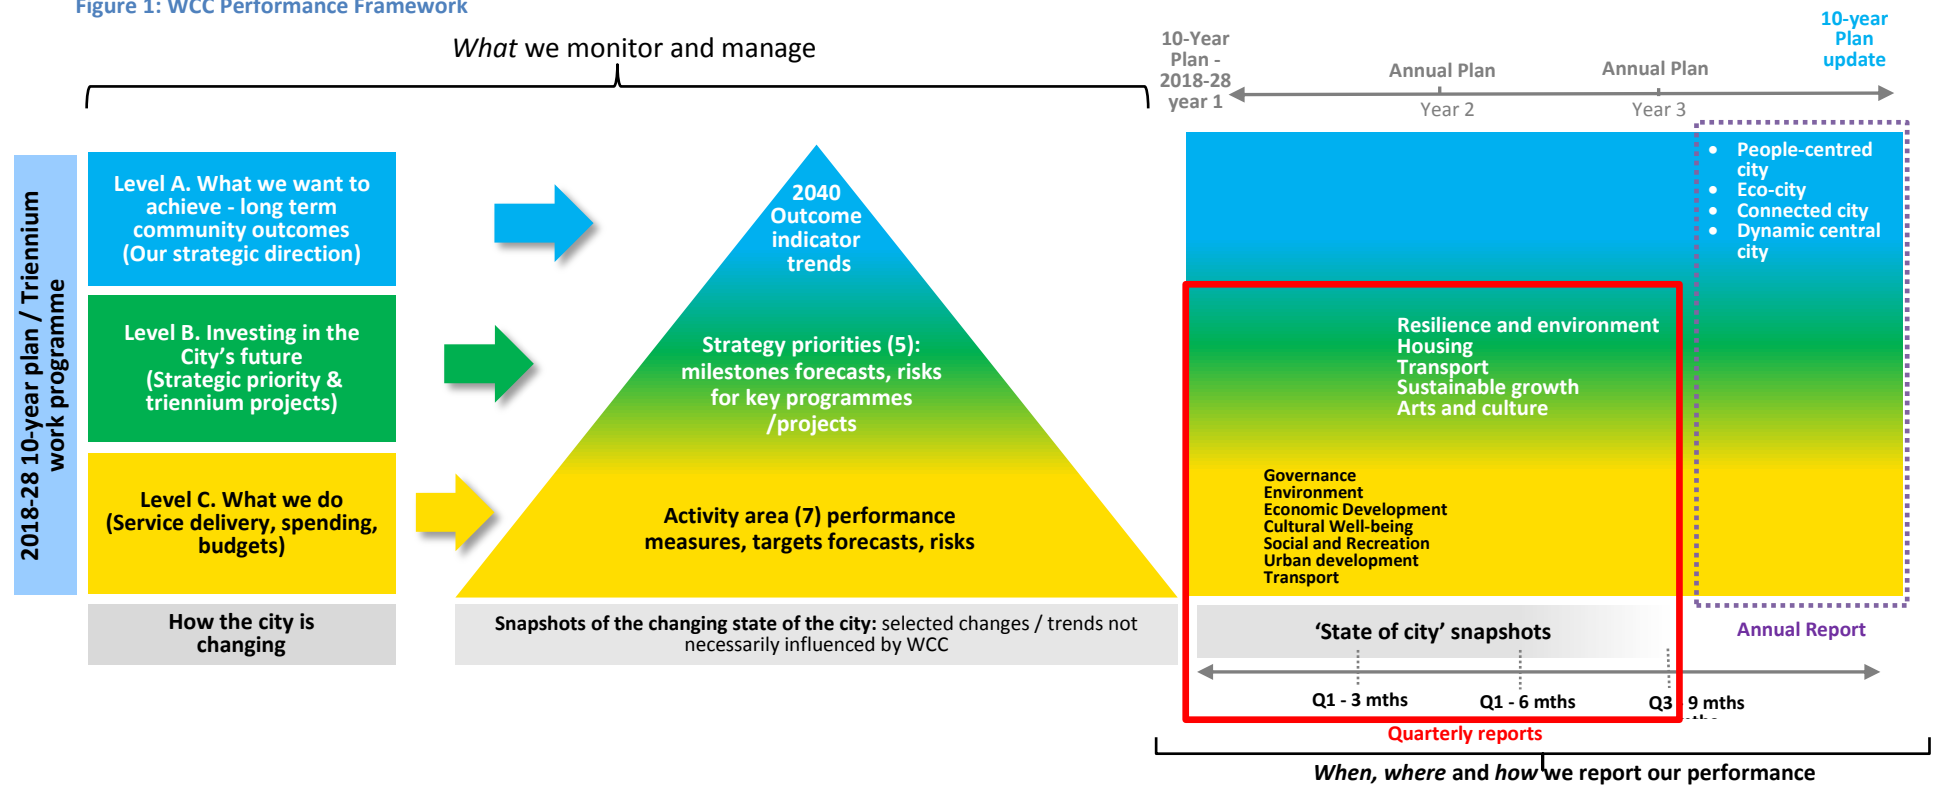 Figure 1: WCC Performance Framework
What we monitor and manage
10-Year
Plan -
2018-28
year 1
Annual Plan
Year 2
Annual Plan
Year 3
10-year
Plan
update
2018-28 10-year plan / Triennium
work programme
Level A. What we want to
achieve - long term
community outcomes
(Our strategic direction)
Level B. Investing in the
City’s future
(Strategic priority &
triennium projects)
Level C. What we do
(Service delivery, spending,
budgets)
How the city is
changing
2040
Outcome
indicator
trends
Strategy priorities (5):
milestones forecasts, risks
for key programmes
/projects
Activity area (7) performance
measures, targets forecasts, risks
Snapshots of the changing state of the city: selected changes / trends not
necessarily influenced by WCC
• People-centred
city
• Eco-city
• Connected city
• Dynamic central
city
Resilience and environment
Housing
Transport
Sustainable growth
Arts and culture
Governance
Environment
Economic Development
Cultural Well-being
Social and Recreation
Urban development
Transport
‘State of city’ snapshots
Annual Report
Q1 - 3 mths
Q1 - 6 mths
Q3 - 9 mths
Quarterly reports
When, where and how we report our performance